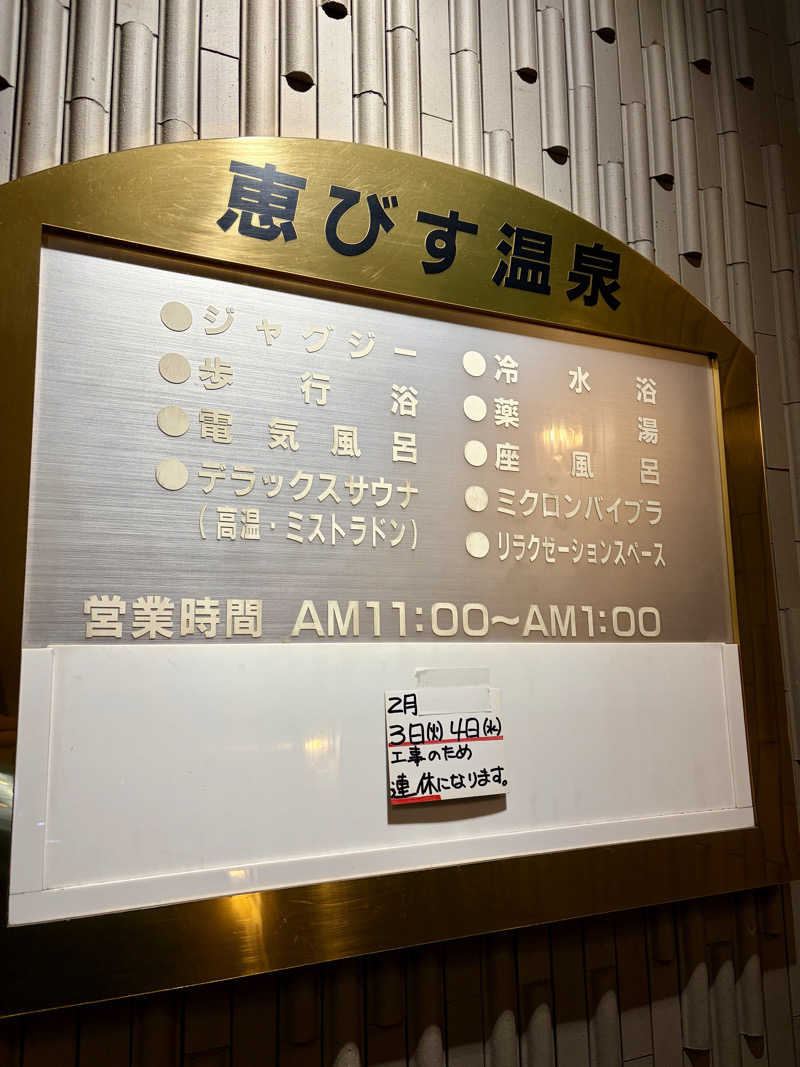 恵びす温泉
●ジャグジー
●歩行浴
●電気風呂
●デラックスサウナ
（高温・ミストラドン）
●冷水浴
●薬湯
●座風呂
●ミクロンバイブラ
●リラクゼーションスペース
営業時間 AM11:00～AM1:00
2月
3日㈫ 4日㈬
工事のため
連休になります。